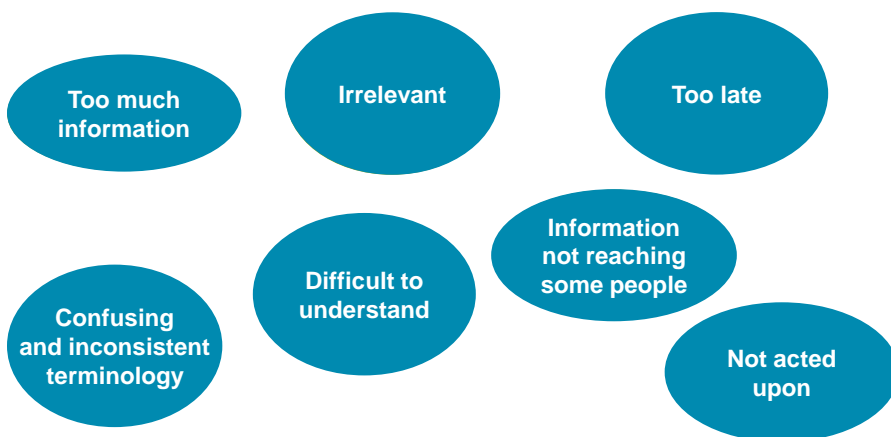 Too much
information
Irrelevant
Too late
Information
not reaching
some people
Difficult to
understand
Confusing
and inconsistent
terminology
Not acted
upon